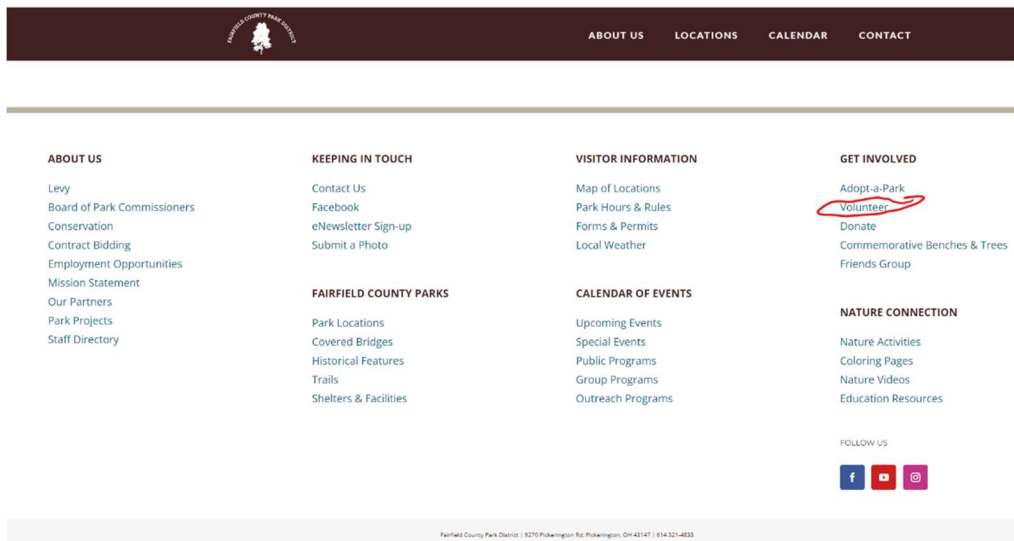 FAIRFIELD COUNTY PARK DISTRICT
ABOUT US LOCATIONS CALENDAR CONTACT
ABOUT US
Levy
Board of Park Commissioners
Conservation
Contract Bidding
Employment Opportunities
Mission Statement
Our Partners
Park Projects
Staff Directory
KEEPING IN TOUCH
Contact Us
Facebook
eNewsletter Sign-up
Submit a Photo
FAIRFIELD COUNTY PARKS
Park Locations
Covered Bridges
Historical Features
Trails
Shelters & Facilities
VISITOR INFORMATION
Map of Locations
Park Hours & Rules
Forms & Permits
Local Weather
CALENDAR OF EVENTS
Upcoming Events
Special Events
Public Programs
Group Programs
Outreach Programs
GET INVOLVED
Adopt-a-Park
Volunteer
Donate
Commemorative Benches & Trees
Friends Group
NATURE CONNECTION
Nature Activities
Coloring Pages
Nature Videos
Education Resources
FOLLOW US
Fairfield County Park District | 9270 Pickerington Rd, Pickerington, OH 43147 | 614 321-4833